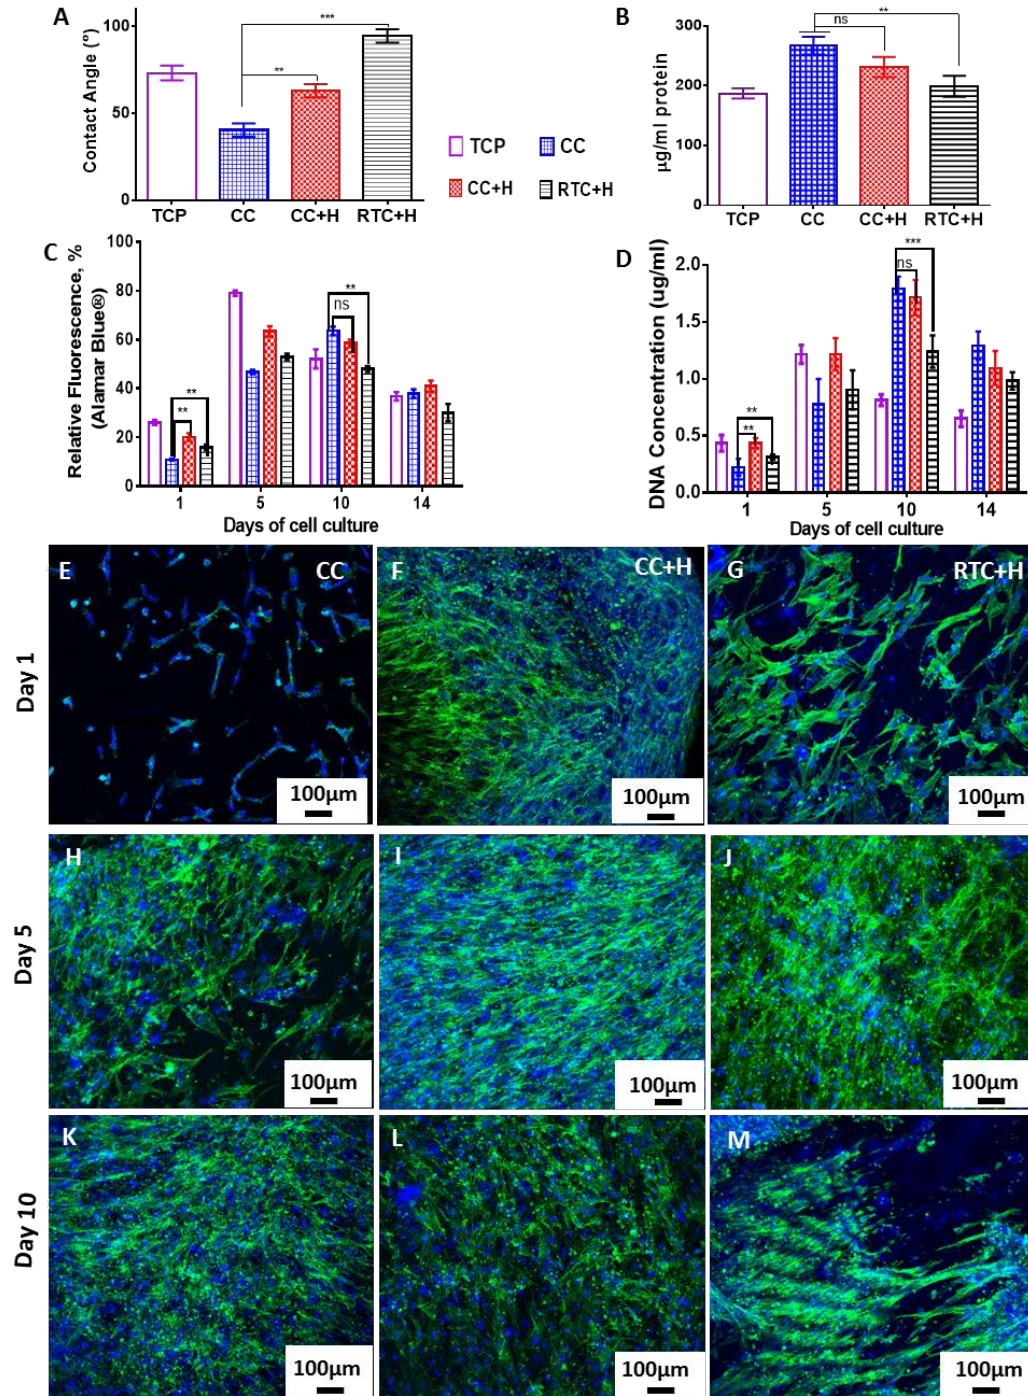 A
Contact Angle (º)
100
50
0
***
**
TCP
CC
CC+H
RTC+H
B
µg/ml protein
300
200
100
0
**
ns
TCP
CC
CC+H
RTC+H
TCP
CC
CC+H
RTC+H
C
Relative Fluorescence, %
(Alamar Blue®)
100
80
60
40
20
0
**
**
**
ns
1
5
10
14
Days of cell culture
D
DNA Concentration (ug/ml)
2.0
1.5
1.0
0.5
0.0
**
**
***
ns
1
5
10
14
Days of cell culture
Day 1
E
CC
100µm
F
CC+H
100µm
G
RTC+H
100µm
Day 5
H
100µm
I
100µm
J
100µm
Day 10
K
100µm
L
100µm
M
100µm